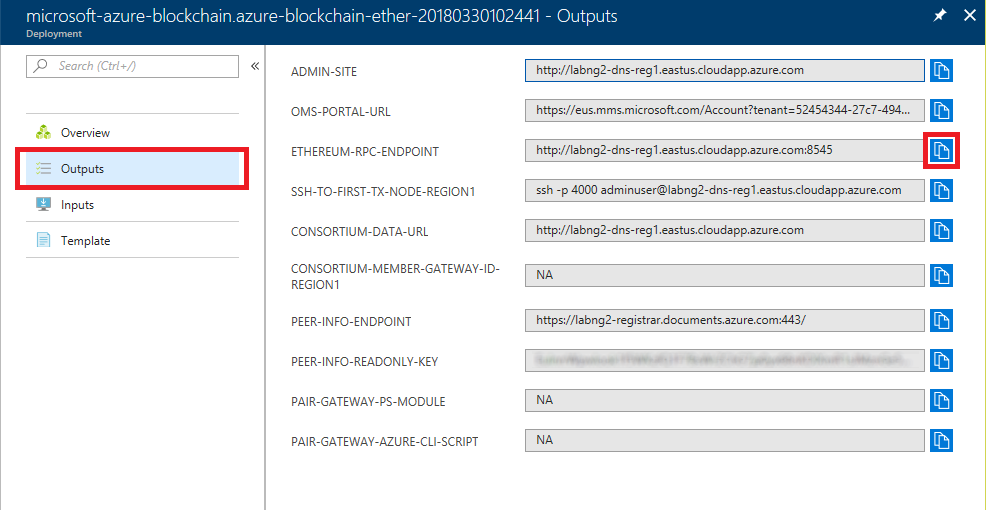 microsoft-azure-blockchain.azure-blockchain-ether-20180330102441 - Outputs
Deployment
Search (Ctrl+/)
«
Overview
Outputs
Inputs
Template
ADMIN-SITE
http://labng2-dns-reg1.eastus.cloudapp.azure.com
OMS-PORTAL-URL
https://eus.mms.microsoft.com/Account?tenant=52454344-27c7-494...
ETHEREUM-RPC-ENDPOINT
http://labng2-dns-reg1.eastus.cloudapp.azure.com:8545
SSH-TO-FIRST-TX-NODE-REGION1
ssh -p 4000 adminuser@labng2-dns-reg1.eastus.cloudapp.azure.com
CONSORTIUM-DATA-URL
http://labng2-dns-reg1.eastus.cloudapp.azure.com
CONSORTIUM-MEMBER-GATEWAY-ID-
REGION1
NA
PEER-INFO-ENDPOINT
https://labng2-registrar.documents.azure.com:443/
PEER-INFO-READONLY-KEY
PAIR-GATEWAY-PS-MODULE
NA
PAIR-GATEWAY-AZURE-CLI-SCRIPT
NA